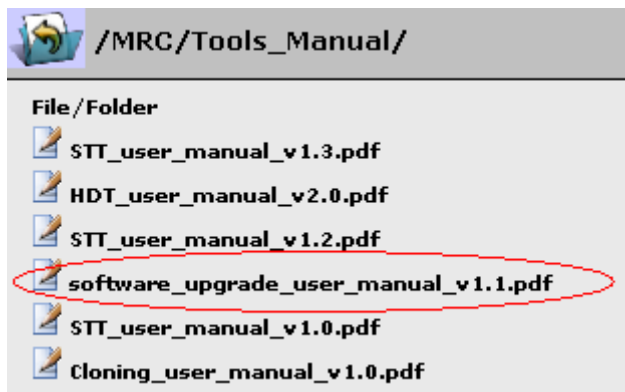 /MRC/Tools_Manual/
File/Folder
STT_user_manual_v1.3.pdf
HDT_user_manual_v2.0.pdf
STT_user_manual_v1.2.pdf
software_upgrade_user_manual_v1.1.pdf
STT_user_manual_v1.0.pdf
Cloning_user_manual_v1.0.pdf